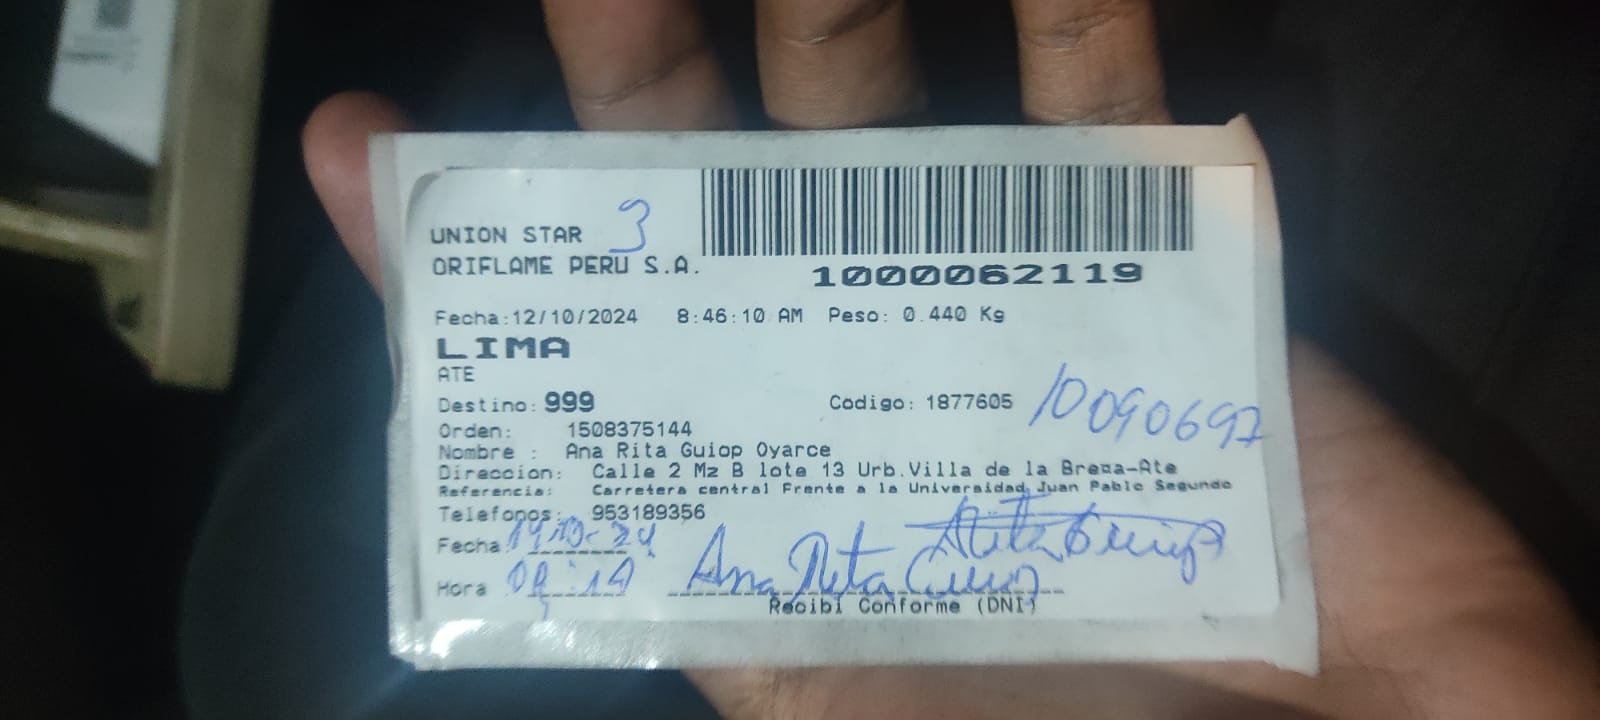 UNION STAR 3
ORIFLAME PERU S.A.
1000062119
Fecha:12/10/2024 8:46:10 AM Peso: 0.440 Kg
LIMA
ATE
Destino: 999 Codigo: 1877605 10090697
Orden: 1508375144
Nombre : Ana Rita Guiop Oyarce
Direccion: Calle 2 Mz B lote 13 Urb.Villa de la Breña-Ate
Referencia: Carretera central Frente a la Universidad Juan Pablo Segundo
Telefonos: 953189356
Fecha
Hora Ana Rita Guiop
Recibi Conforme (DNI)